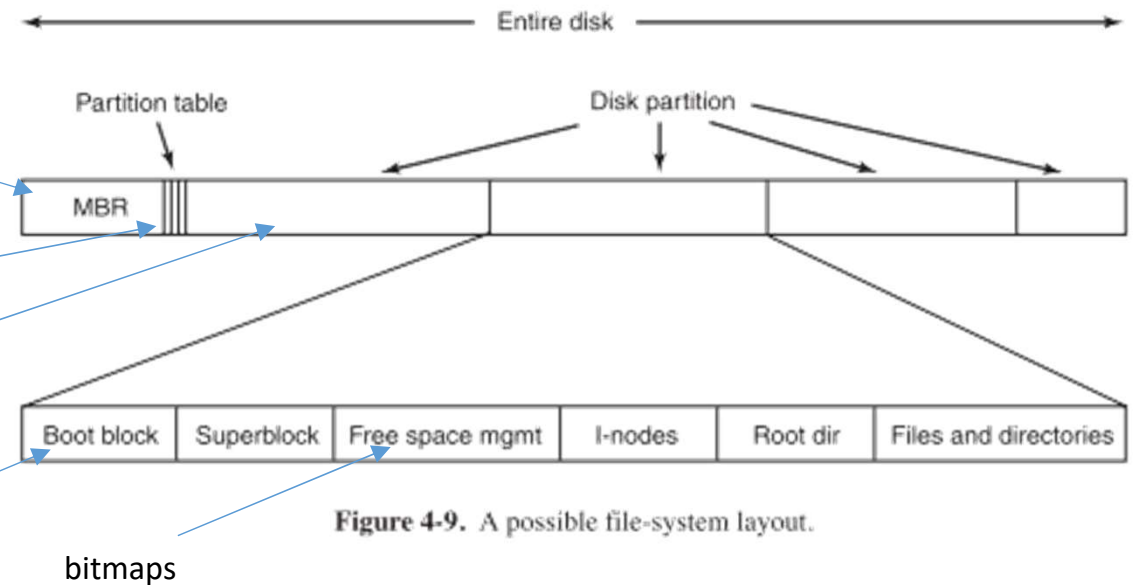 Entire disk
Partition table
Disk partition
MBR
Boot block
Superblock
Free space mgmt
I-nodes
Root dir
Files and directories
Figure 4-9. A possible file-system layout.
bitmaps